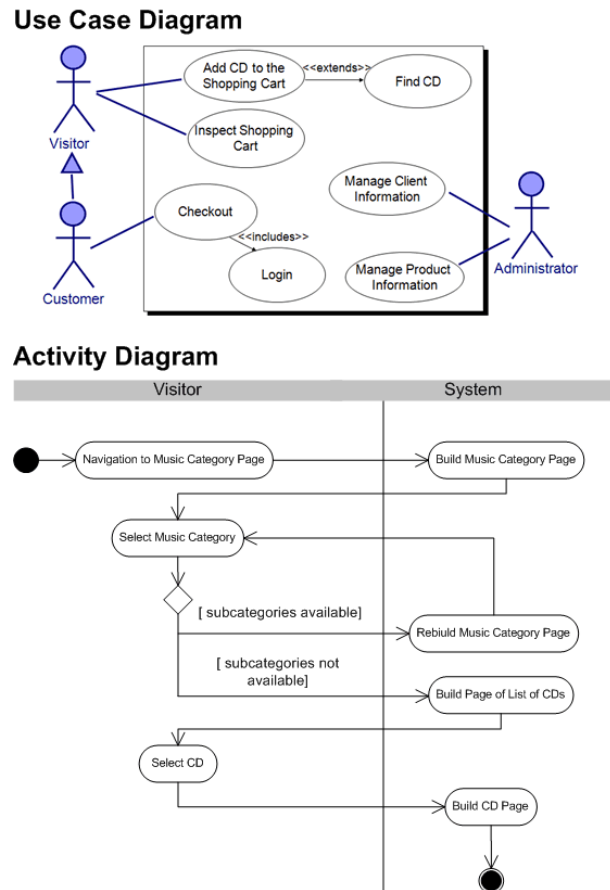 Use Case Diagram
Add CD to the
Shopping Cart
<<extends>>
Find CD
Visitor
Inspect Shopping
Cart
Manage Client
Information
Checkout
<<includes>>
Login
Customer
Manage Product
Information
Administrator
Activity Diagram
Visitor
System
Navigation to Music Category Page
Build Music Category Page
Select Music Category
[ subcategories available]
Rebiuld Music Category Page
[ subcategories not
available]
Build Page of List of CDs
Select CD
Build CD Page